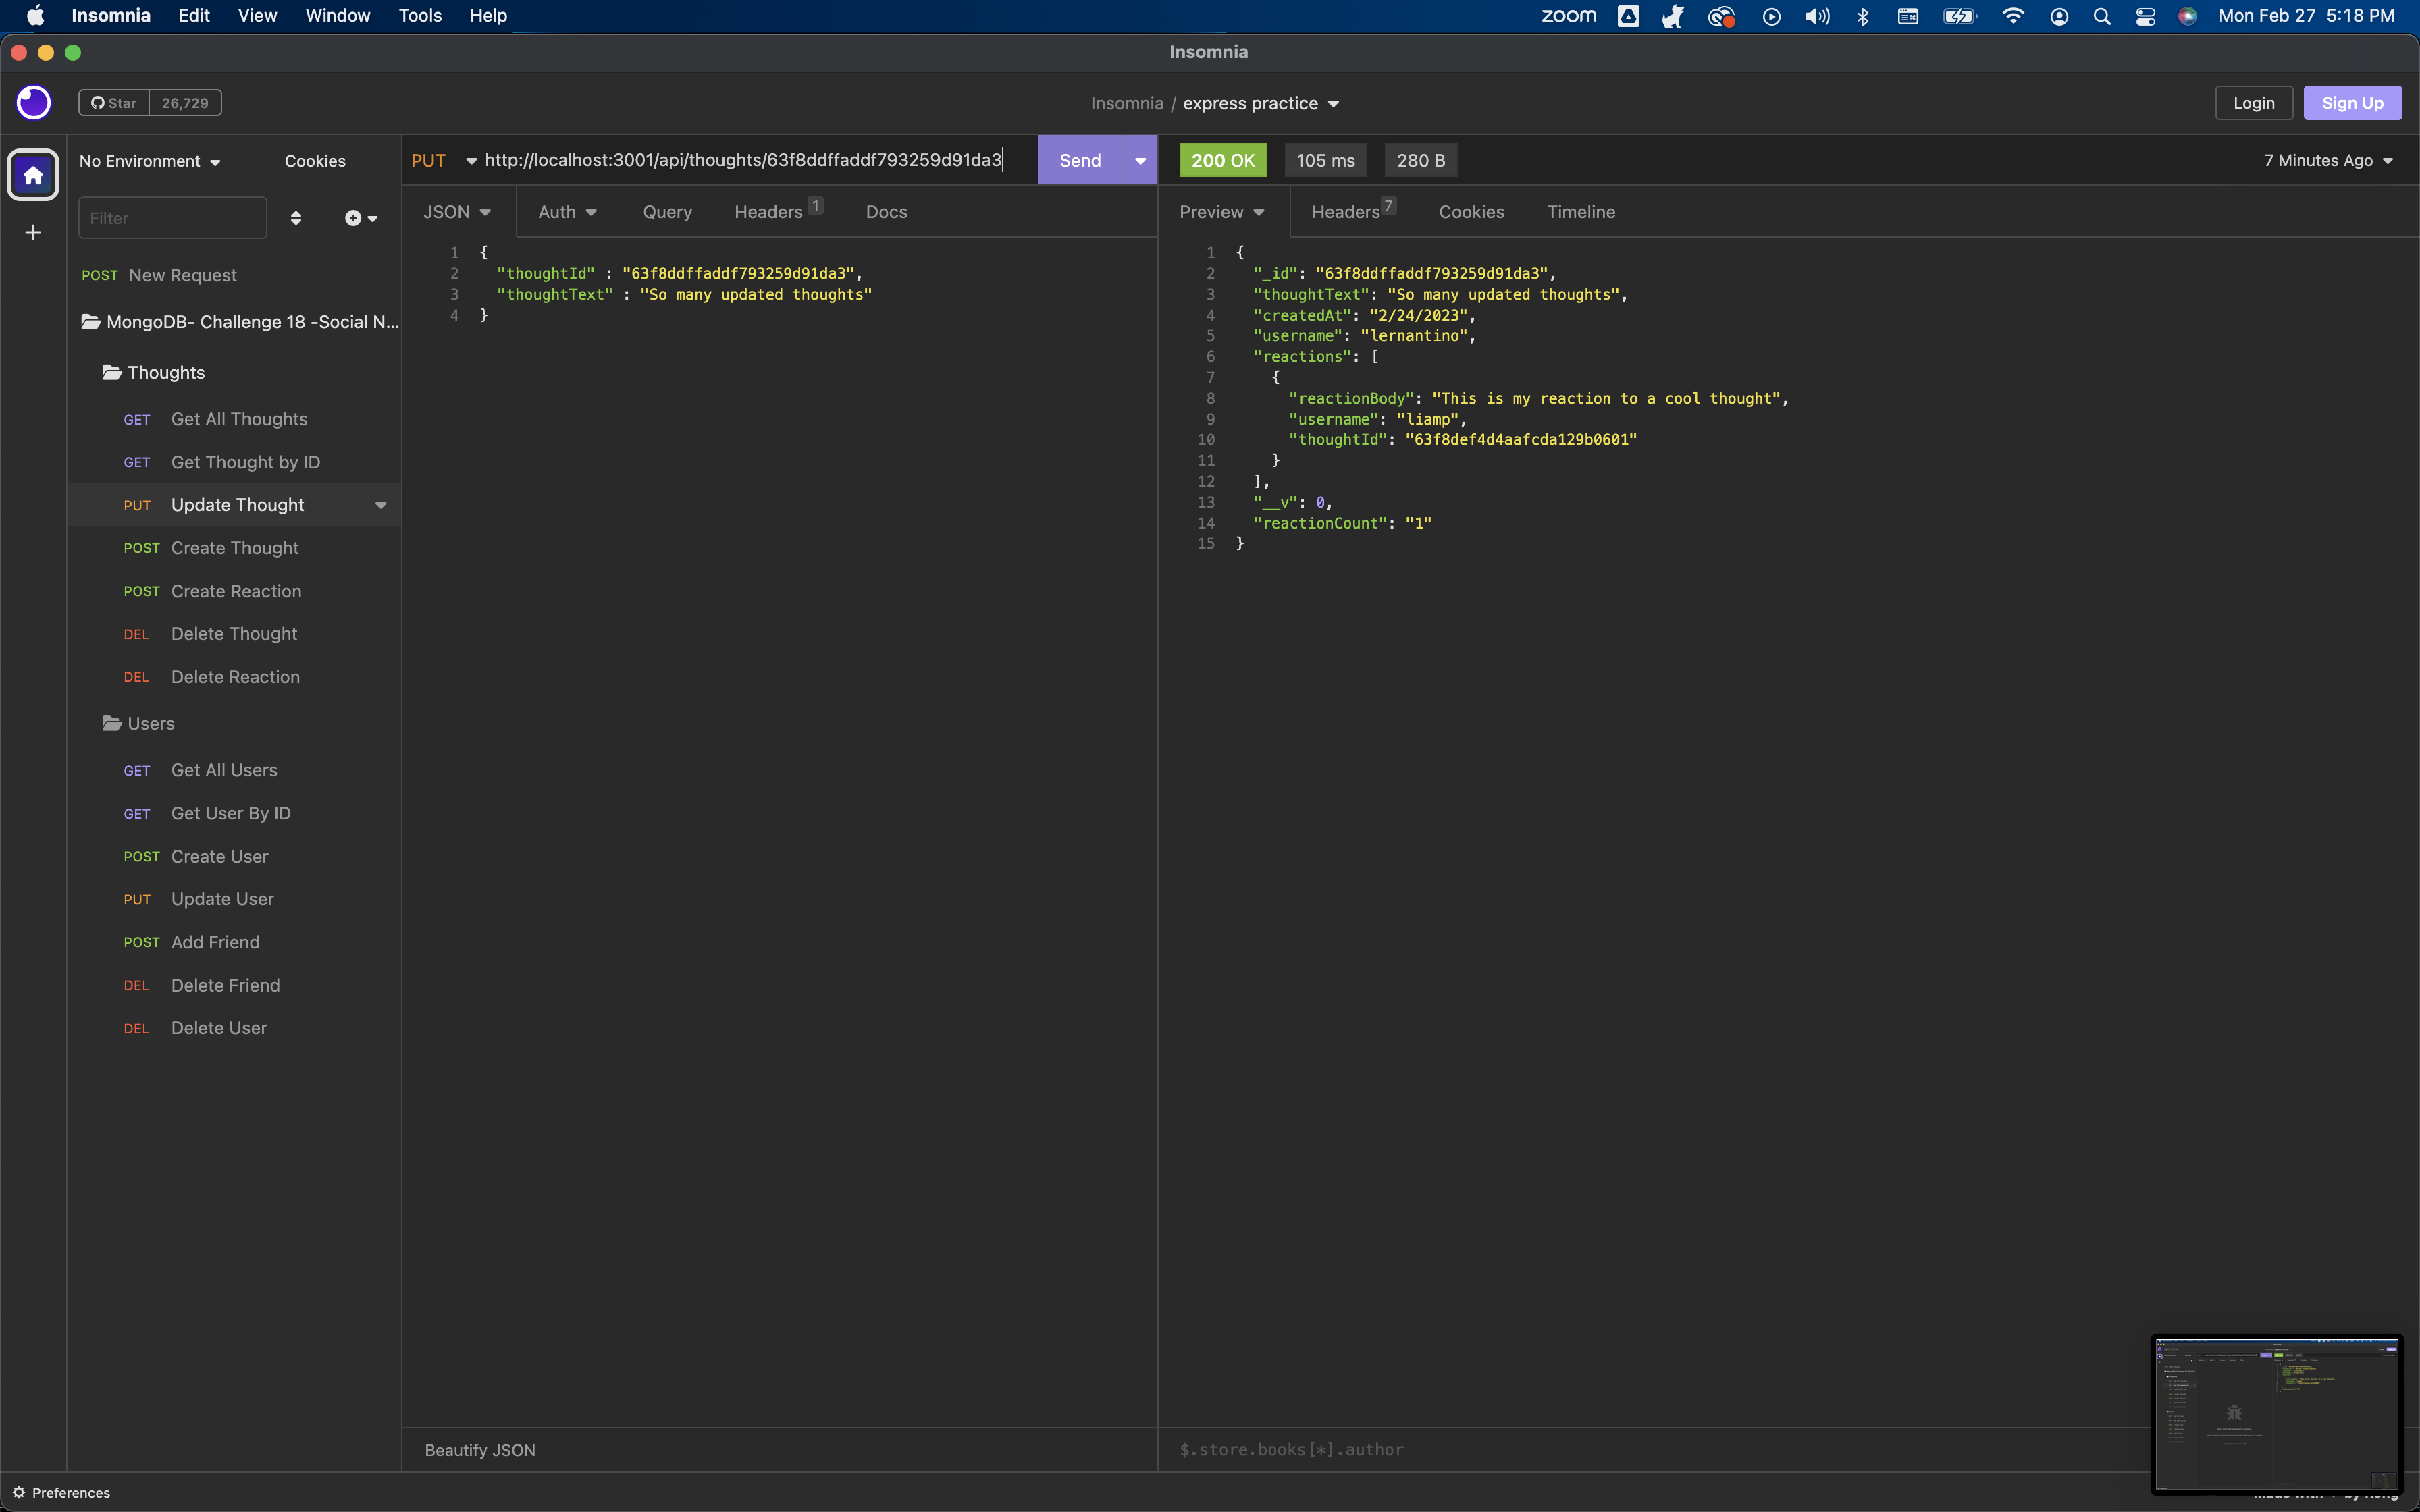 Insomnia Edit View Window Tools Help zoom Mon Feb 27 5:18 PM
Insomnia
Star 26,729 Insomnia / express practice Login Sign Up
No Environment Cookies
Filter
POST New Request
MongoDB- Challenge 18 -Social N...
Thoughts
GET Get All Thoughts
GET Get Thought by ID
PUT Update Thought
POST Create Thought
POST Create Reaction
DEL Delete Thought
DEL Delete Reaction
Users
GET Get All Users
GET Get User By ID
POST Create User
PUT Update User
POST Add Friend
DEL Delete Friend
DEL Delete User
PUT http://localhost:3001/api/thoughts/63f8ddffaddf793259d91da3 Send
JSON Auth Query Headers 1 Docs
1 {
2 "thoughtId" : "63f8ddffaddf793259d91da3",
3 "thoughtText" : "So many updated thoughts"
4 }
Beautify JSON
200 OK 105 ms 280 B 7 Minutes Ago
Preview Headers 7 Cookies Timeline
1 {
2 "_id": "63f8ddffaddf793259d91da3",
3 "thoughtText": "So many updated thoughts",
4 "createdAt": "2/24/2023",
5 "username": "lernantino",
6 "reactions": [
7 {
8 "reactionBody": "This is my reaction to a cool thought",
9 "username": "liamp",
10 "thoughtId": "63f8def4d4aafcda129b0601"
11 }
12 ],
13 "__v": 0,
14 "reactionCount": "1"
15 }
$.store.books[*].author
Preferences